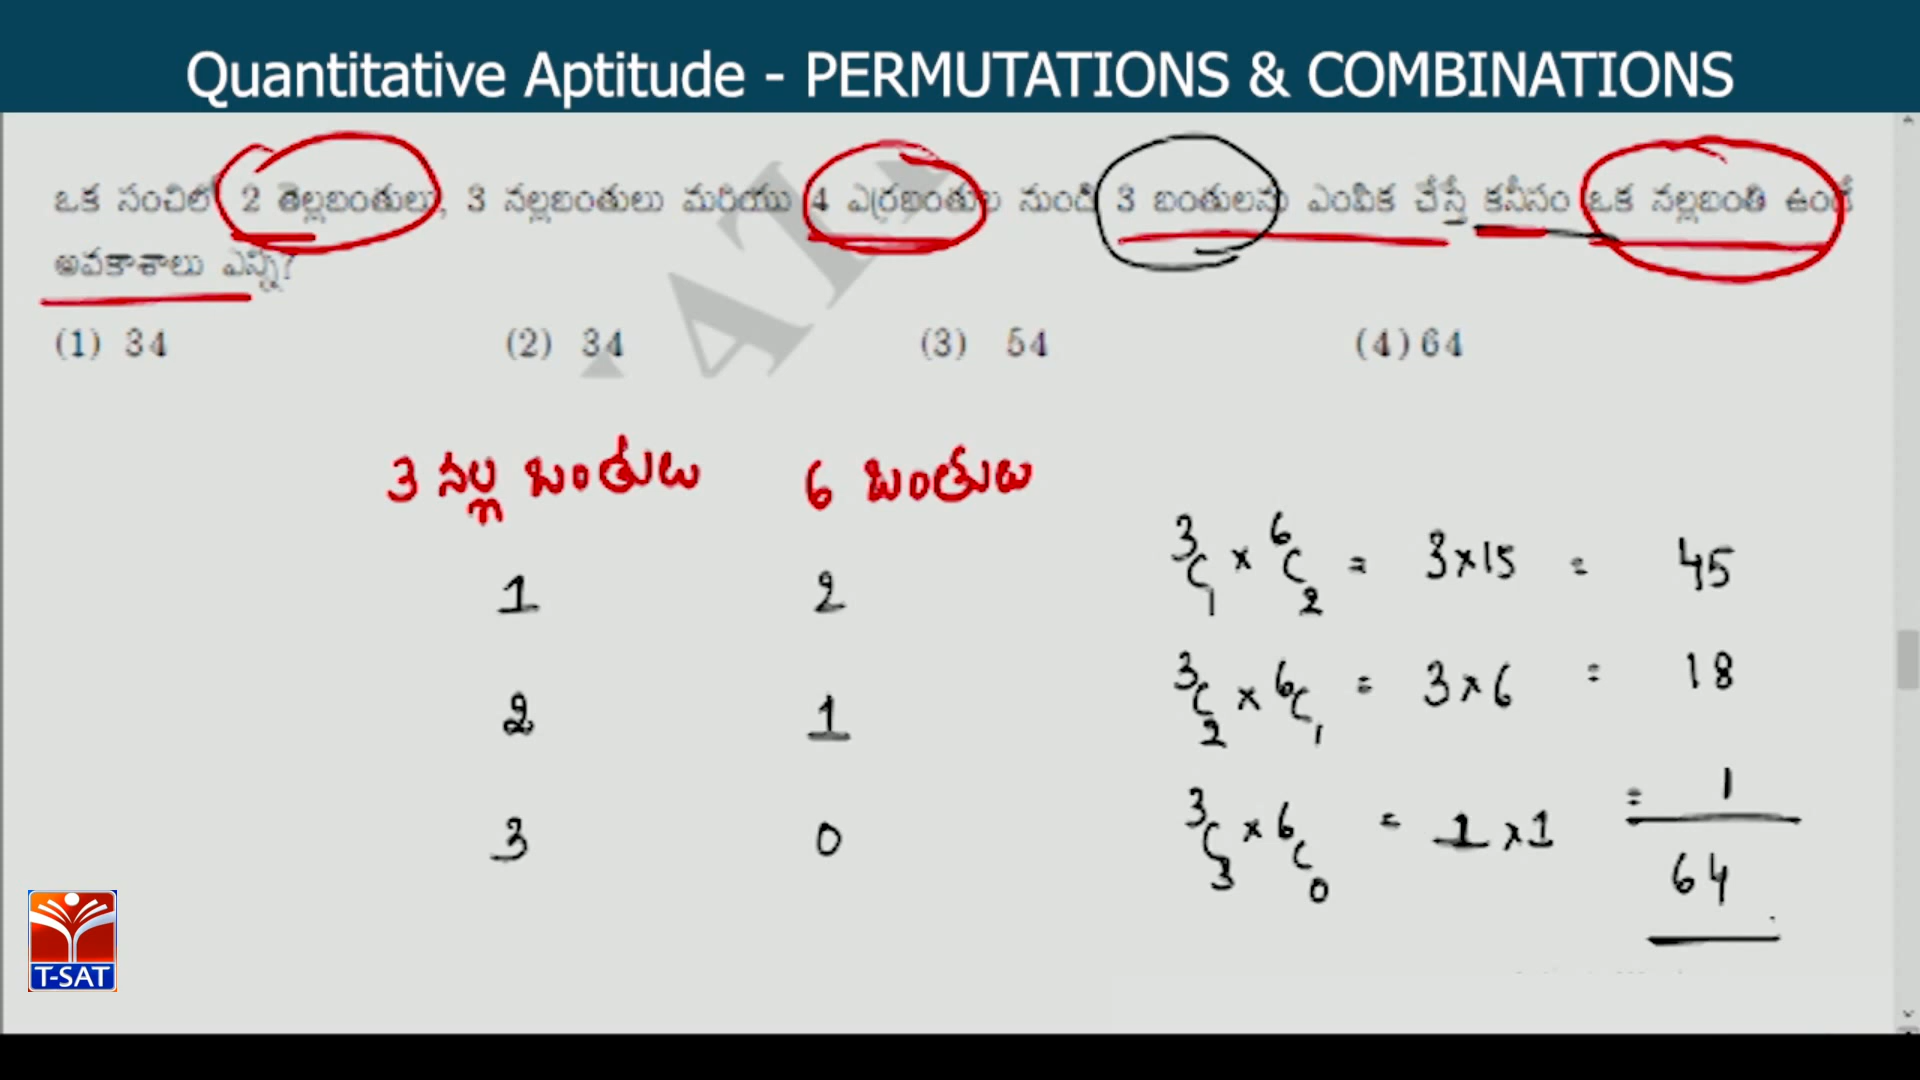 Quantitative Aptitude - PERMUTATIONS & COMBINATIONS
ఒక సంచిలో 2 తెల్లబంతులు, 3 నల్లబంతులు మరియు 4 ఎర్రబంతుల నుండి 3 బంతులను ఎంపిక చేస్తే కనీసం ఒక నల్లబంతి ఉండే
అవకాశాలు ఎన్ని?
(1) 34 (2) 34 (3) 54 (4) 64
3 నల్ల బంతులు 6 బంతులు
1 2 ³C₁ × ⁶C₂ = 3×15 = 45
2 1 ³C₂ × ⁶C₁ = 3×6 = 18
3 0 ³C₃ × ⁶C₀ = 1×1 = 1
64
T-SAT